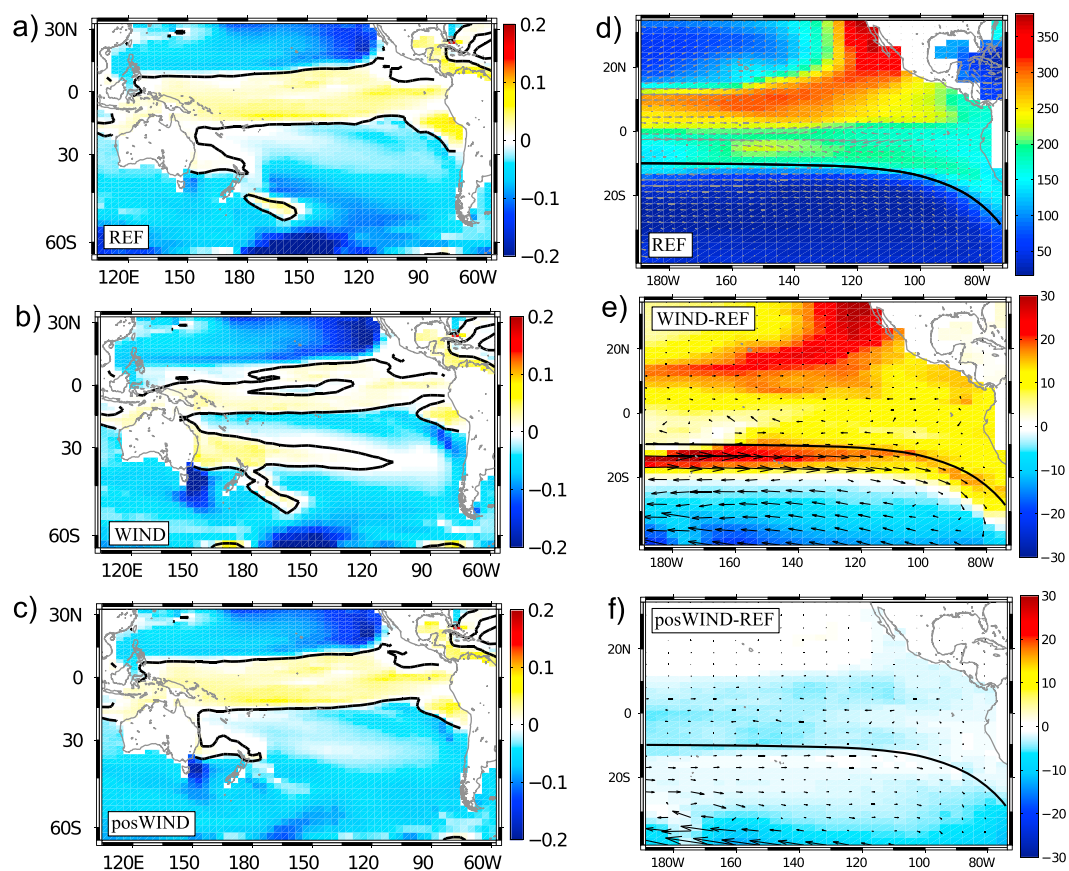 a)
30N
0
30
60S
REF
120E 150 180 150 120 90 60W
0.2
0.1
0
−0.1
−0.2
b)
30N
0
30
60S
WIND
120E 150 180 150 120 90 60W
0.2
0.1
0
−0.1
−0.2
c)
30N
0
30
60S
posWIND
120E 150 180 150 120 90 60W
0.2
0.1
0
−0.1
−0.2
d)
20N
0
20S
REF
180W 160 140 120 100 80W
350
300
250
200
150
100
50
e)
WIND-REF
20N
0
20S
180W 160 140 120 100 80W
30
20
10
0
−10
−20
−30
f)
posWIND-REF
20N
0
20S
180W 160 140 120 100 80W
30
20
10
0
−10
−20
−30